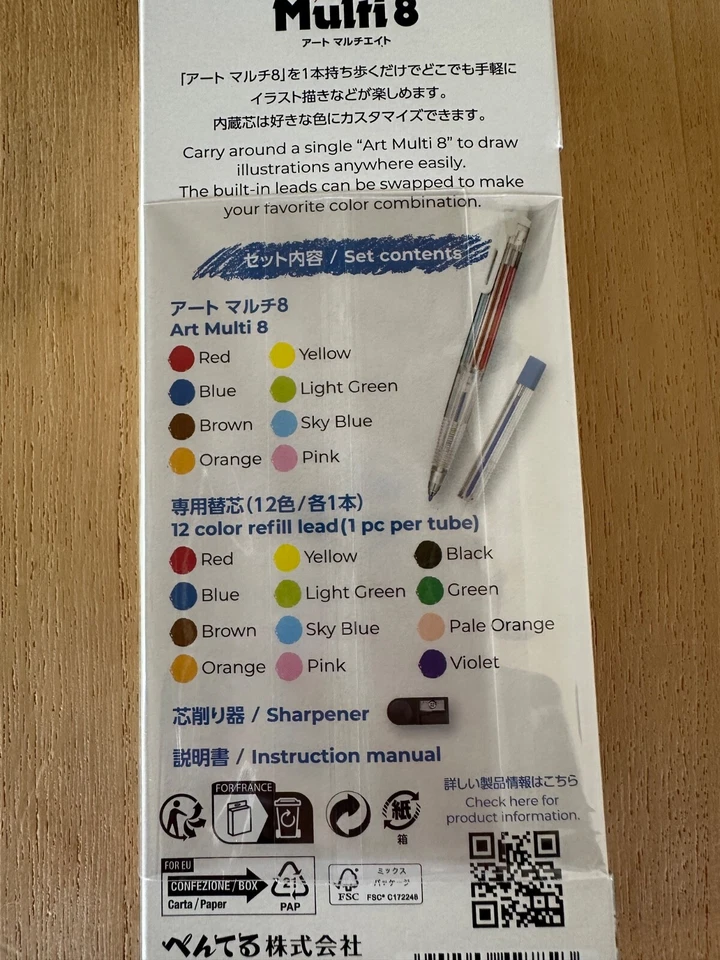 Multi 8
アート マルチエイト
「アート マルチ8」を1本持ち歩くだけでどこでも手軽に
イラスト描きなどが楽しめます。
内蔵芯は好きな色にカスタマイズできます。
Carry around a single “Art Multi 8” to draw
illustrations anywhere easily.
The built-in leads can be swapped to make
your favorite color combination.
セット内容 / Set contents
アート マルチ8
Art Multi 8
Red Yellow
Blue Light Green
Brown Sky Blue
Orange Pink
専用替芯(12色/各1本)
12 color refill lead(1 pc per tube)
Red Yellow Black
Blue Light Green Green
Brown Sky Blue Pale Orange
Orange Pink Violet
芯削り器 / Sharpener
説明書 / Instruction manual
詳しい製品情報はこちら
Check here for
product information.
FOR FRANCE
紙
箱
FOR EU
CONFEZIONE/BOX
Carta/Paper
21
PAP
FSC
ミックス
パッケージ
FSC® C172248
ぺんてる株式会社